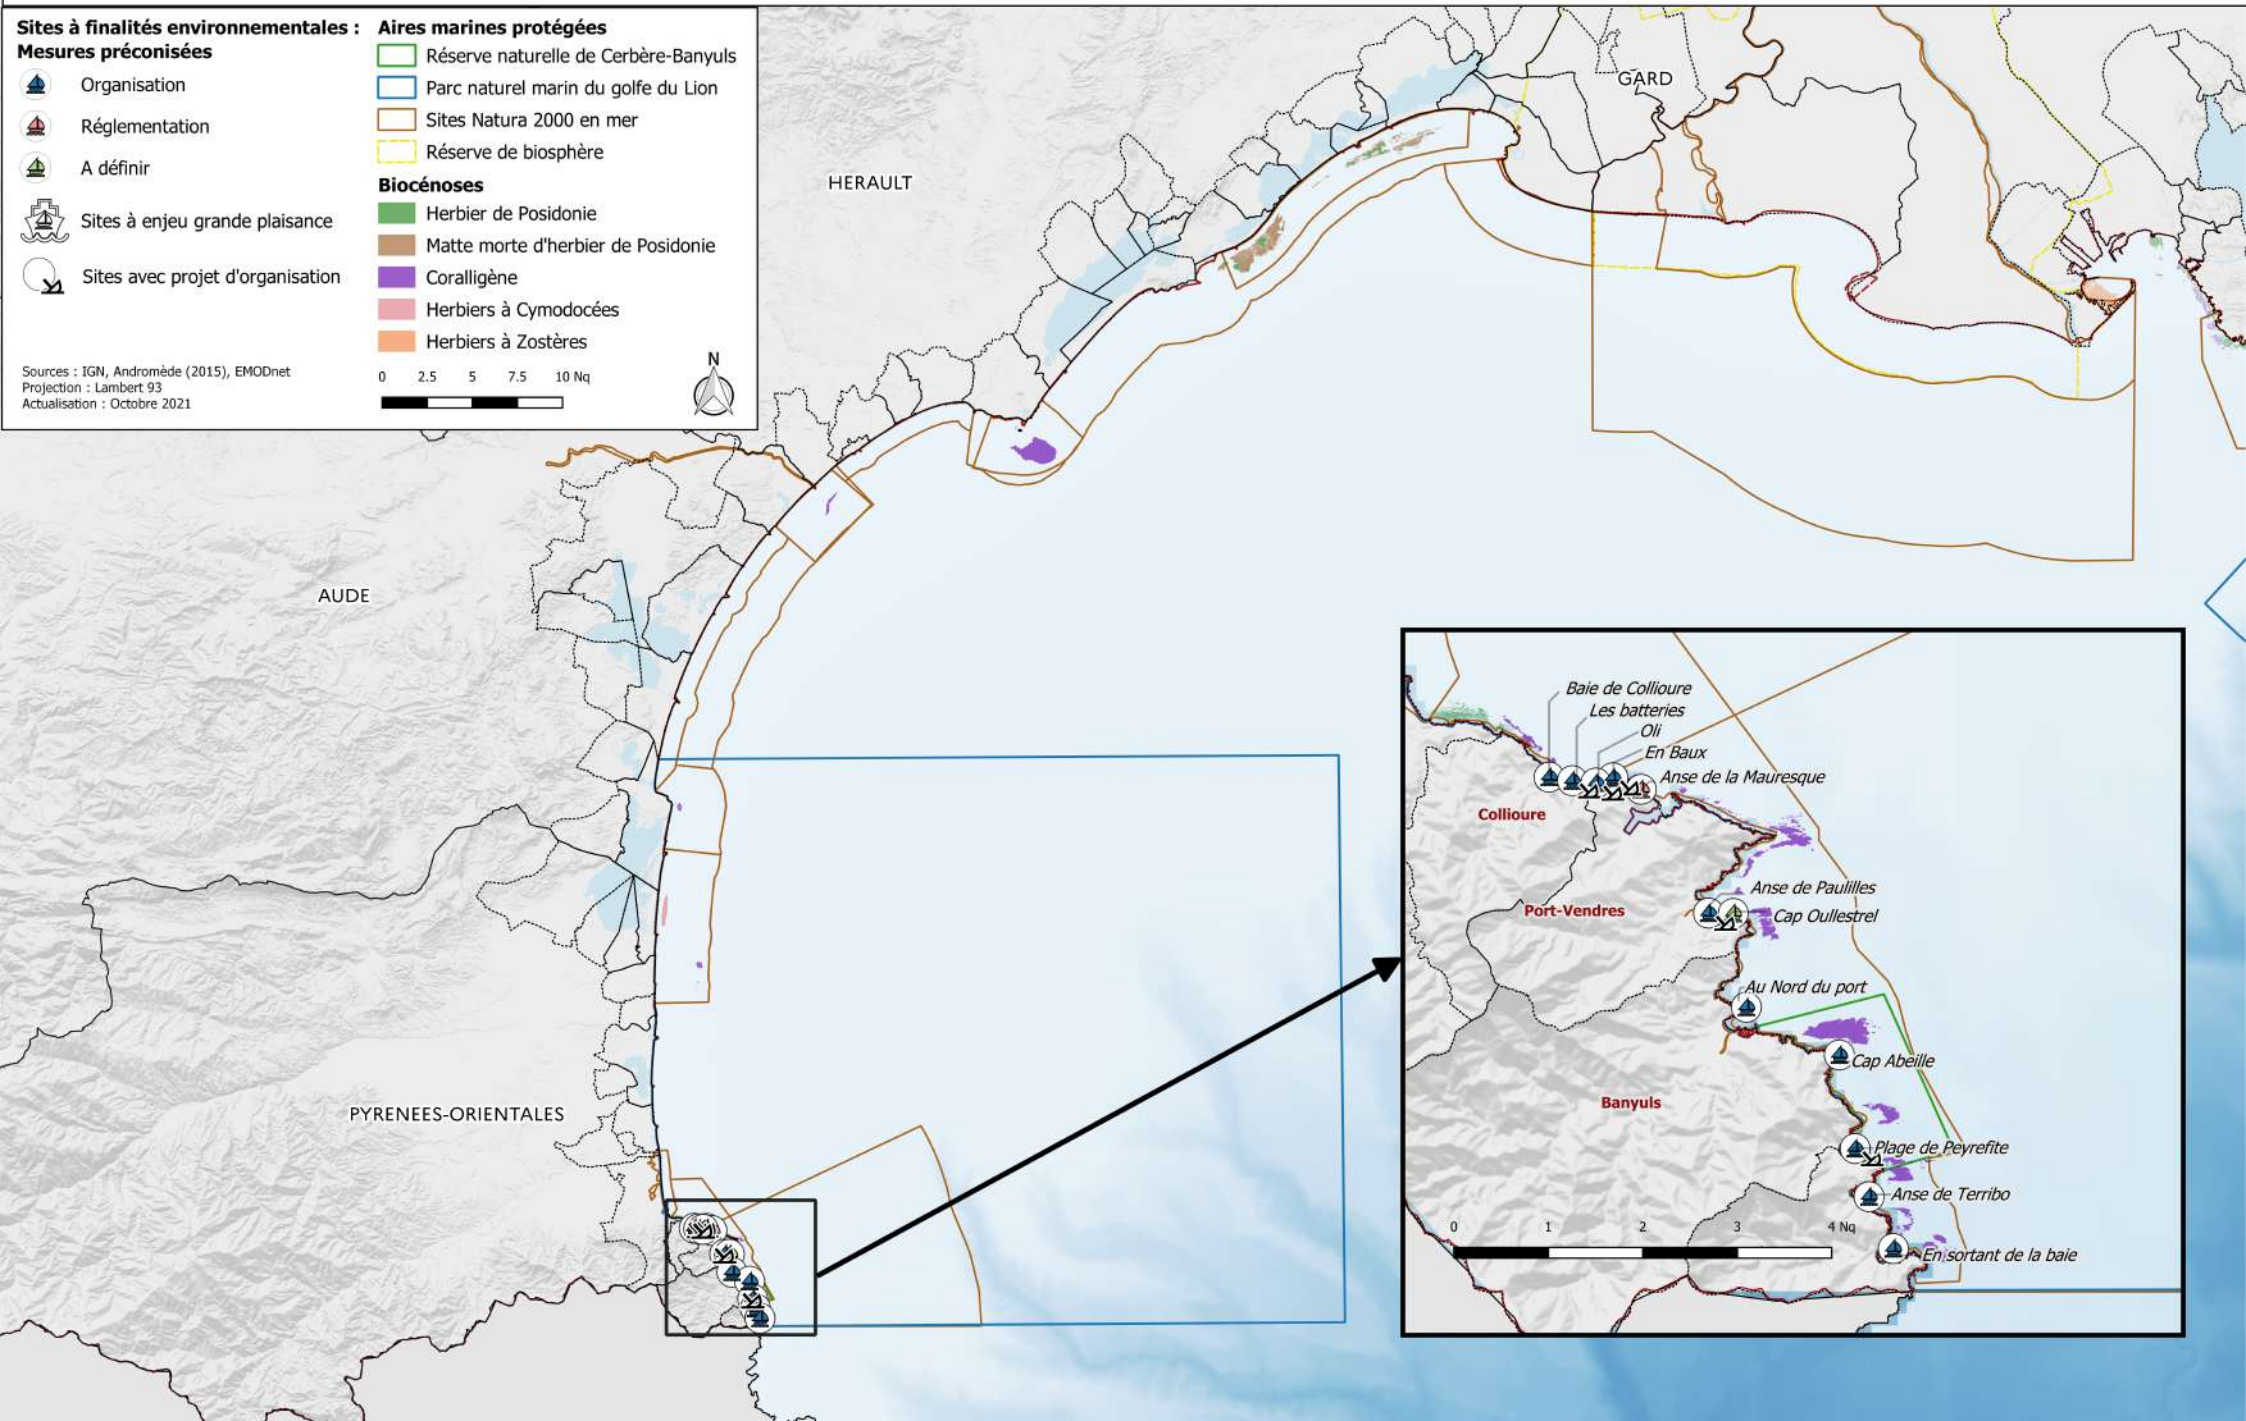 Sites à finalités environnementales :
Mesures préconisées
Organisation
Réglementation
A définir
Sites à enjeu grande plaisance
Sites avec projet d'organisation
Sources : IGN, Andromède (2015), EMODnet
Projection : Lambert 93
Actualisation : Octobre 2021
Aires marines protégées
Réserve naturelle de Cerbère-Banyuls
Parc naturel marin du golfe du Lion
Sites Natura 2000 en mer
Réserve de biosphère
Biocénoses
Herbier de Posidonie
Matte morte d'herbier de Posidonie
Coralligène
Herbiers à Cymodocées
Herbiers à Zostères
0 2.5 5 7.5 10 Nq
N
GARD
HERAULT
AUDE
PYRENEES-ORIENTALES
Baie de Collioure
Les batteries
Oli
En Baux
Anse de la Mauresque
Collioure
Anse de Paulilles
Port-Vendres
Cap Oullestrel
Au Nord du port
Cap Abeille
Banyuls
Plage de Peyrefite
Anse de Terribo
0 1 2 3 4 Nq
En sortant de la baie